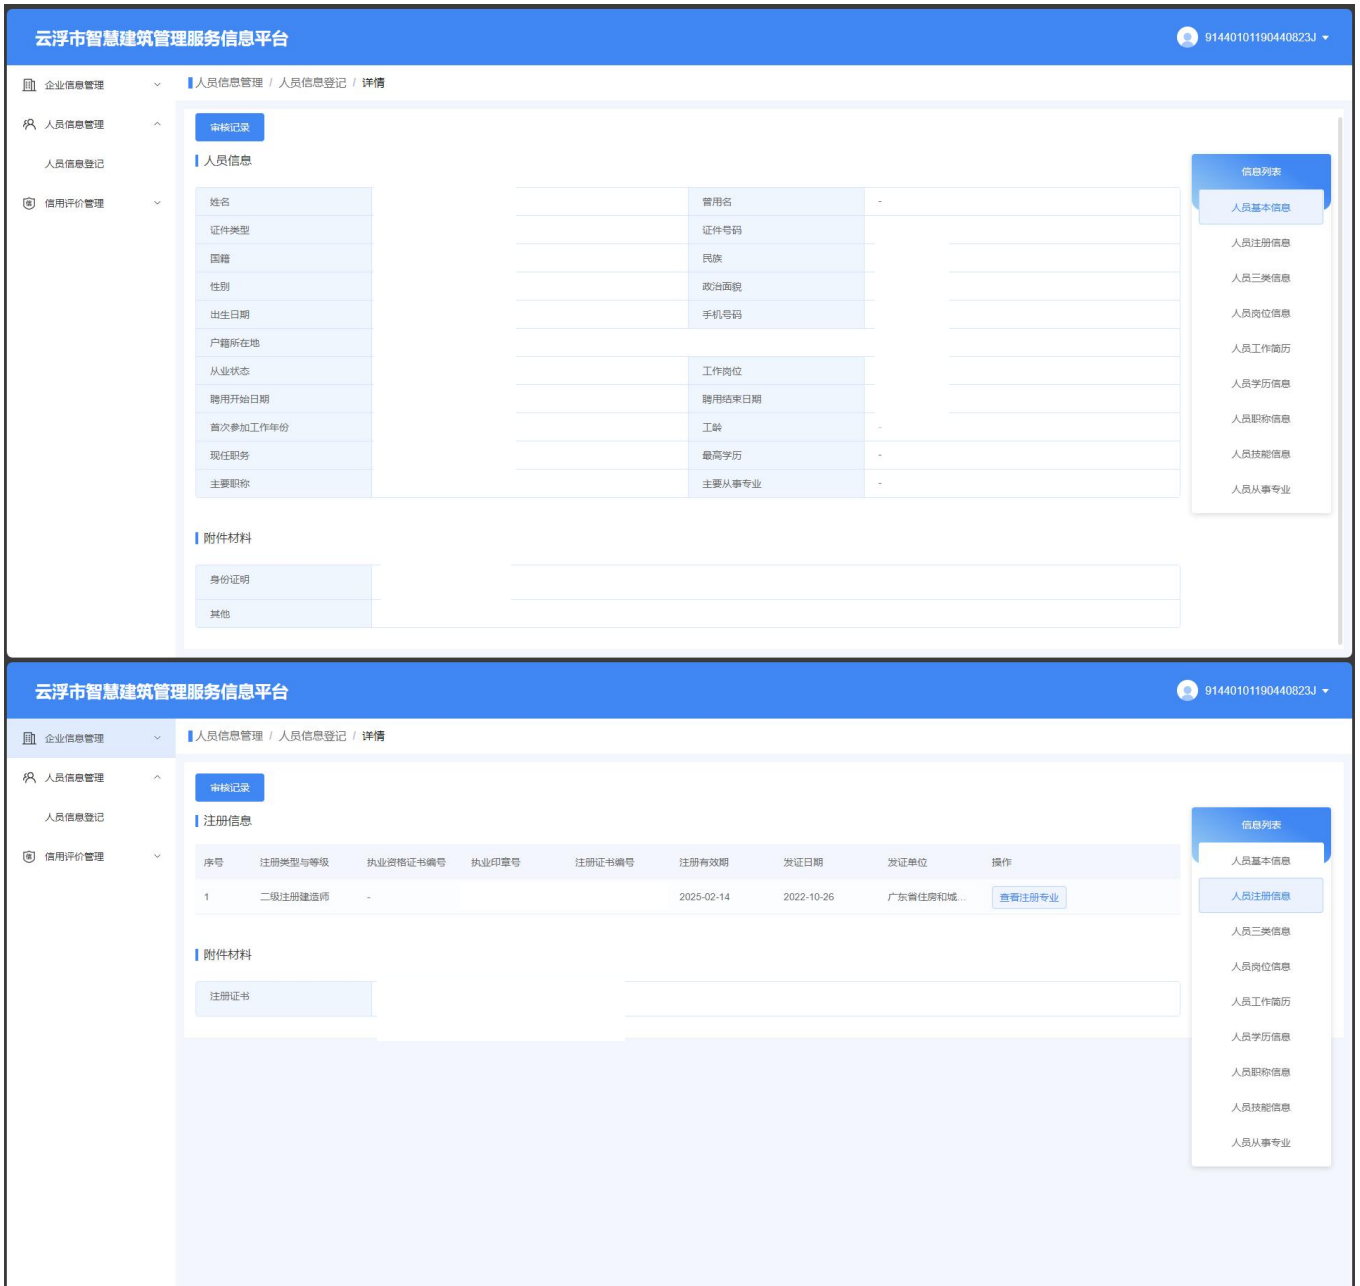 云浮市智慧建筑管理服务信息平台
91440101190440823J
企业信息管理
人员信息管理
人员信息登记
信用评价管理
人员信息管理 / 人员信息登记 / 详情
审核记录
人员信息
姓名 曾用名 -
证件类型 证件号码
国籍 民族
性别 政治面貌
出生日期 手机号码
户籍所在地
从业状态 工作岗位
聘用开始日期 聘用结束日期
首次参加工作年份 工龄 -
现任职务 最高学历 -
主要职称 主要从事专业 -
附件材料
身份证明
其他
信息列表
人员基本信息
人员注册信息
人员三类信息
人员岗位信息
人员工作简历
人员学历信息
人员职称信息
人员技能信息
人员从事专业
云浮市智慧建筑管理服务信息平台
91440101190440823J
企业信息管理
人员信息管理
人员信息登记
信用评价管理
人员信息管理 / 人员信息登记 / 详情
审核记录
注册信息
序号 注册类型与等级 执业资格证书编号 执业印章号 注册证书编号 注册有效期 发证日期 发证单位 操作
1 二级注册建造师 - 2025-02-14 2022-10-26 广东省住房和城... 查看注册专业
附件材料
注册证书
信息列表
人员基本信息
人员注册信息
人员三类信息
人员岗位信息
人员工作简历
人员学历信息
人员职称信息
人员技能信息
人员从事专业